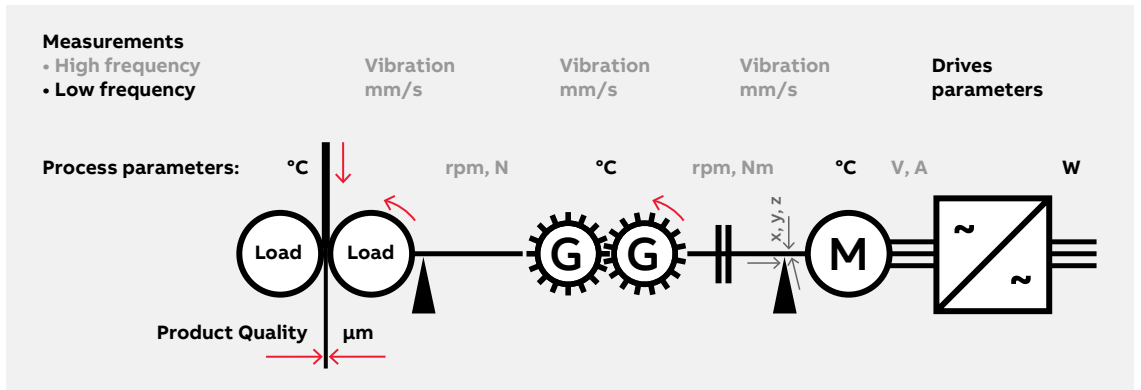 Measurements
• High frequency
• Low frequency
Vibration
mm/s
Vibration
mm/s
Vibration
mm/s
Drives
parameters
Process parameters:
°C
rpm, N
°C
rpm, Nm
°C
V, A
W
x, y, z
Load
Load
G
G
M
~
~
Product Quality
µm